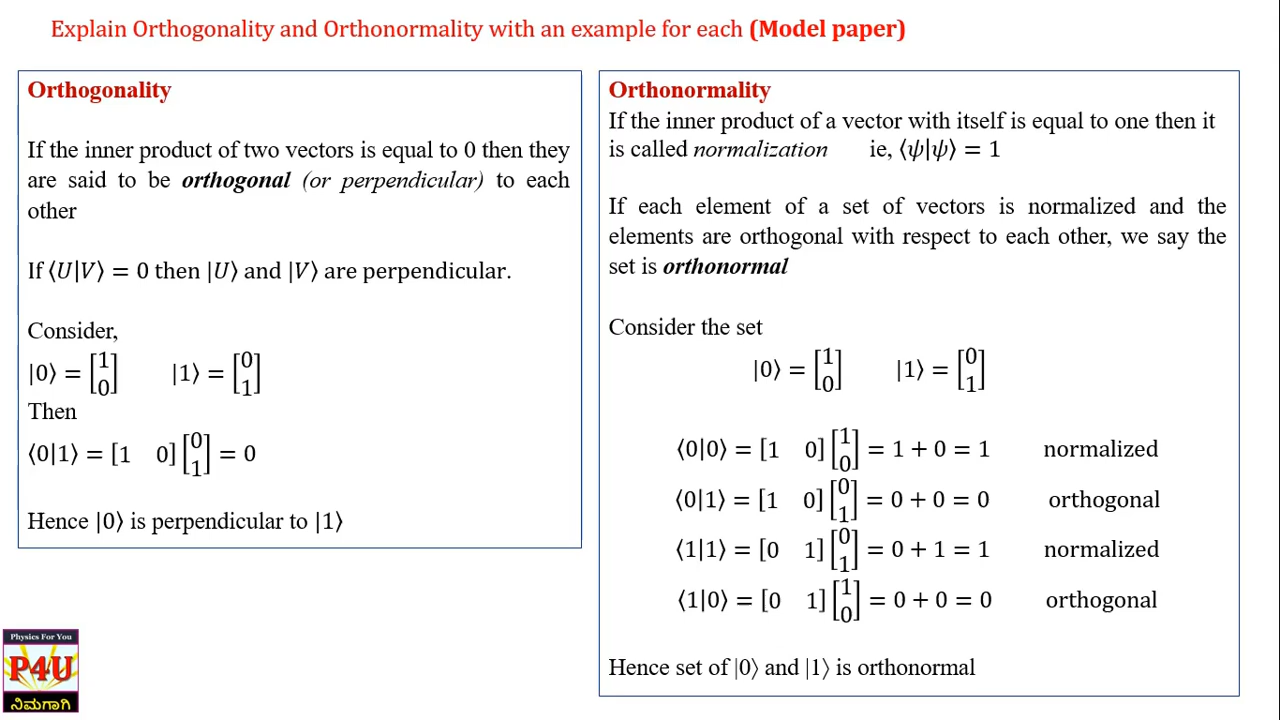 Explain Orthogonality and Orthonormality with an example for each (Model paper)
Orthogonality
If the inner product of two vectors is equal to 0 then they
are said to be orthogonal (or perpendicular) to each
other
If ⟨U|V⟩ = 0 then |U⟩ and |V⟩ are perpendicular.
Consider,
|0⟩ = [1 0] |1⟩ = [0 1]
Then
⟨0|1⟩ = [1 0] [0 1] = 0
Hence |0⟩ is perpendicular to |1⟩
Orthonormality
If the inner product of a vector with itself is equal to one then it
is called normalization ie, ⟨ψ|ψ⟩ = 1
If each element of a set of vectors is normalized and the
elements are orthogonal with respect to each other, we say the
set is orthonormal
Consider the set
|0⟩ = [1 0] |1⟩ = [0 1]
⟨0|0⟩ = [1 0] [1 0] = 1 + 0 = 1 normalized
⟨0|1⟩ = [1 0] [0 1] = 0 + 0 = 0 orthogonal
⟨1|1⟩ = [0 1] [0 1] = 0 + 1 = 1 normalized
⟨1|0⟩ = [0 1] [1 0] = 0 + 0 = 0 orthogonal
Hence set of |0⟩ and |1⟩ is orthonormal
Physics For You
P4U
ನಿಮಗಾಗಿ